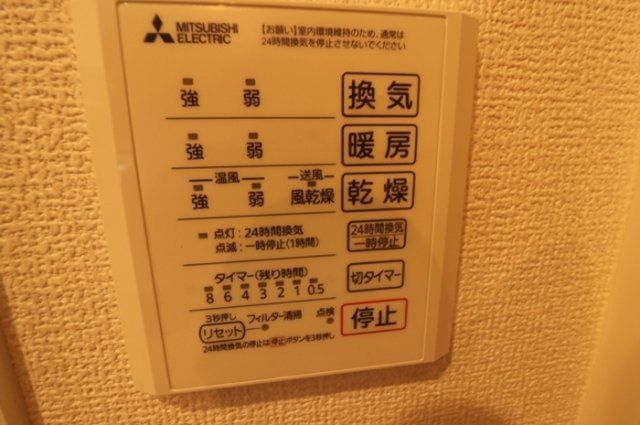 MITSUBISHI
ELECTRIC
【お願い】室内環境維持のため、通常は
24時間換気を停止させないでください
強 弱 換気
強 弱 暖房
温風 送風
強 弱 風乾燥 乾燥
点灯:24時間換気
点滅:一時停止(1時間)
24時間換気
一時停止
タイマー(残り時間)
8 6 4 3 2 1 0.5
切タイマー
3秒押し
リセット フィルター清掃 点検
停止
24時間換気の停止は停止ボタンを3秒押し